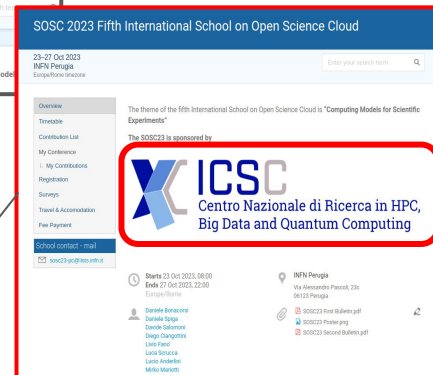 SOSC 2023 Fifth International School on Open Science Cloud
23–27 Oct 2023
INFN Perugia
Europe/Rome timezone
Enter your search term
Overview
Timetable
Contribution List
My Conference
My Contributions
Registration
Surveys
Travel & Accomodation
Fee Payment
School contact - mail
sosc23-pc@lists.infn.it
The theme of the fifth International School on Open Science Cloud is "Computing Models for Scientific
Experiments"
The SOSC23 is sponsored by
ICSC
Centro Nazionale di Ricerca in HPC,
Big Data and Quantum Computing
Starts 23 Oct 2023, 08:00
Ends 27 Oct 2023, 22:00
Europe/Rome
Daniele Bonacorsi
Daniele Spiga
Davide Salomoni
Diego Ciangottini
Livio Fanò
Luca Scrucca
Lucio Anderlini
Mirko Mariotti
INFN Perugia
Via Alessandro Pascoli, 23c
06123 Perugia
SOSC23 First Bulletin.pdf
SOSC23 Poster.png
SOSC23 Second Bulletin.pdf